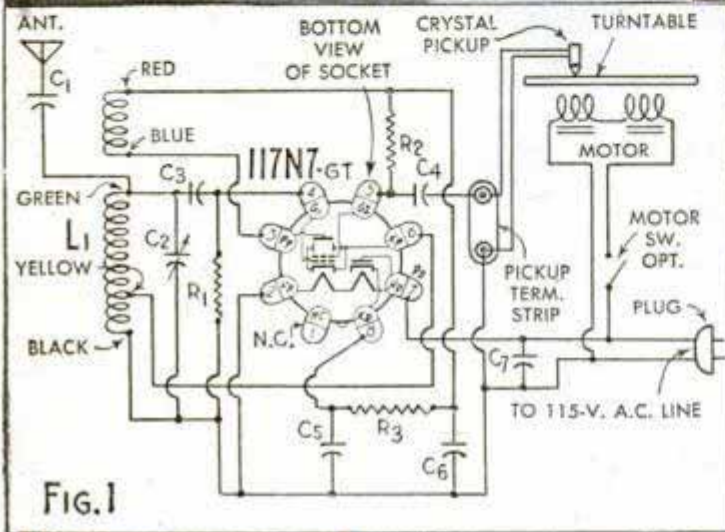 ANT.
C1
RED
BLUE
GREEN
L1
YELLOW
BLACK
C2
C3
R1
117N7-GT
BOTTOM
VIEW
OF SOCKET
R2
C4
N.C.
C5
R3
C6
CRYSTAL
PICKUP
TURNTABLE
MOTOR
PICKUP
TERM.
STRIP
MOTOR
SW.
OPT.
PLUG
C7
TO 115-V. A.C. LINE
FIG.1